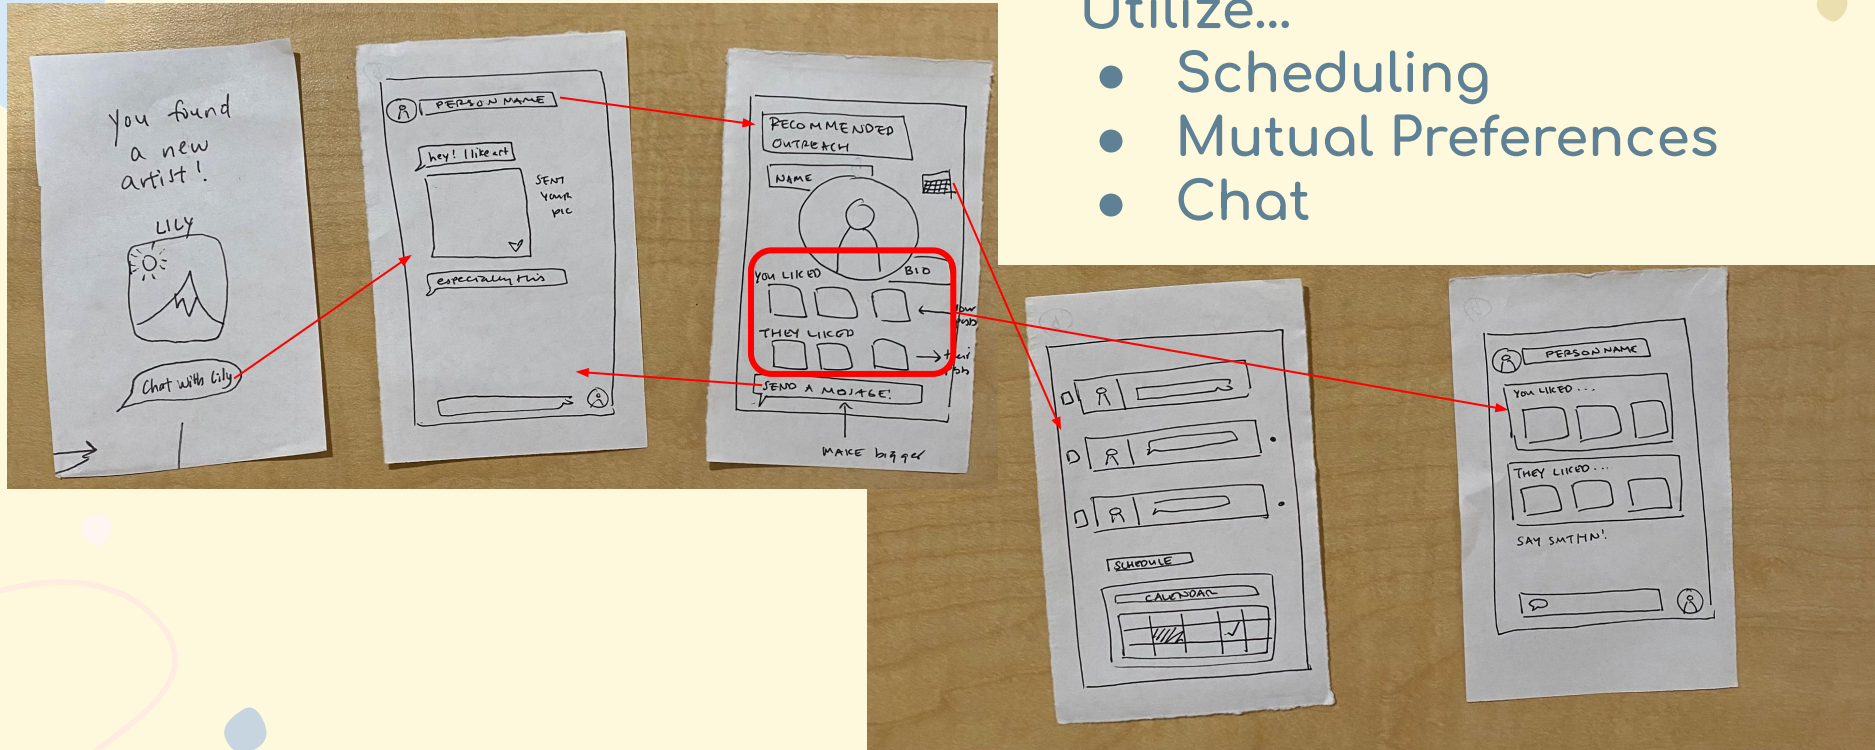 Utilize...
● Scheduling
● Mutual Preferences
● Chat
You found
a new
artist!
LILY
Chat with Lily
PERSON NAME
hey! I like art
SENT
YOUR
pic
especially this
RECOMMENDED
OUTREACH
NAME
YOU LIKED
BIO
THEY LIKED
SEND A MESSAGE!
MAKE bigger
SCHEDULE
CALENDAR
PERSON NAME
YOU LIKED...
THEY LIKED...
SAY SMTHN!